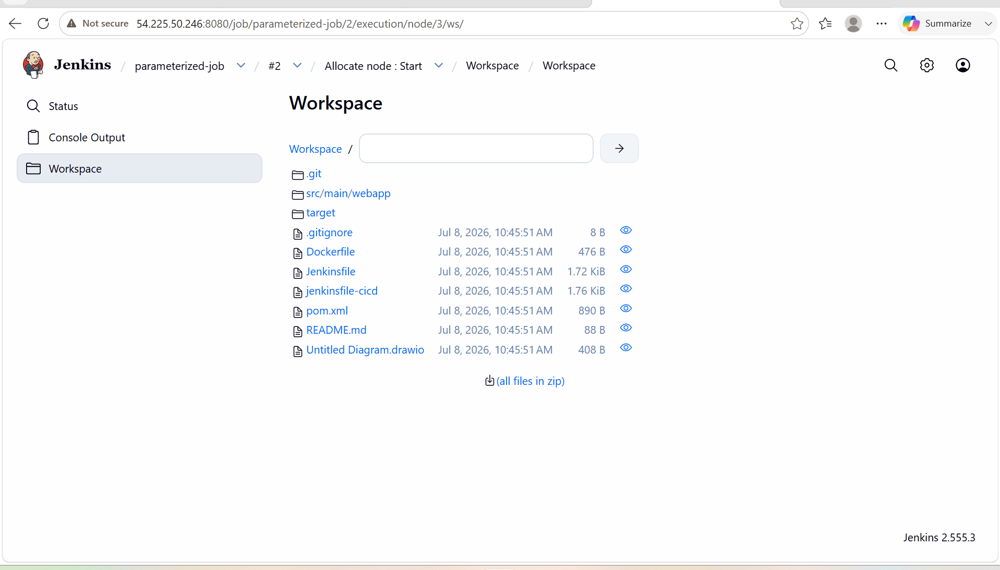 Not secure 54.225.50.246:8080/job/parameterized-job/2/execution/node/3/ws/ Summarize
Jenkins / parameterized-job / #2 / Allocate node : Start / Workspace / Workspace
Status
Console Output
Workspace
Workspace
Workspace /
.git
src/main/webapp
target
.gitignore Jul 8, 2026, 10:45:51 AM 8 B
Dockerfile Jul 8, 2026, 10:45:51 AM 476 B
Jenkinsfile Jul 8, 2026, 10:45:51 AM 1.72 KiB
jenkinsfile-cicd Jul 8, 2026, 10:45:51 AM 1.76 KiB
pom.xml Jul 8, 2026, 10:45:51 AM 890 B
README.md Jul 8, 2026, 10:45:51 AM 88 B
Untitled Diagram.drawio Jul 8, 2026, 10:45:51 AM 408 B
(all files in zip)
Jenkins 2.555.3